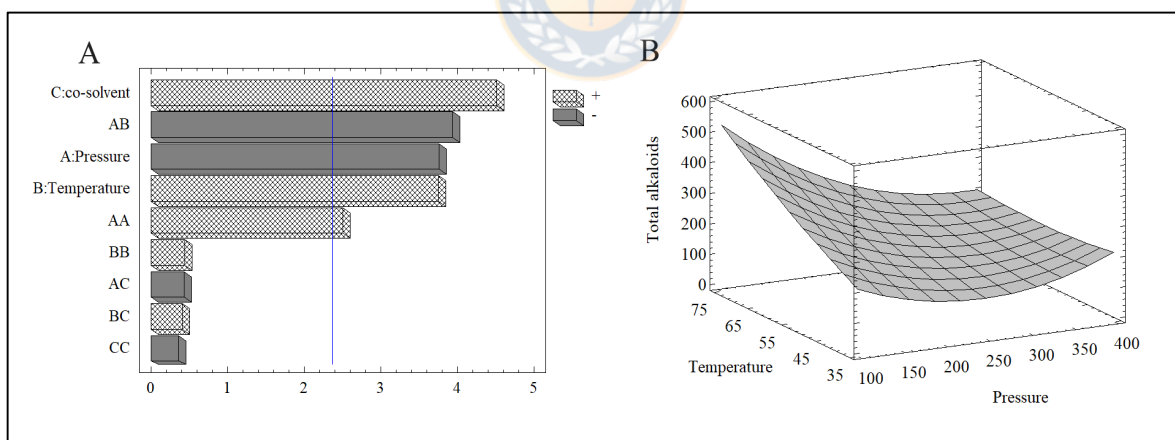 A
C:co-solvent
AB
A:Pressure
B:Temperature
AA
BB
AC
BC
CC
0 1 2 3 4 5
+
-
B
Total alkaloids
600
500
400
300
200
100
0
75
65
55
45
35
Temperature
100 150 200 250 300 350 400
Pressure